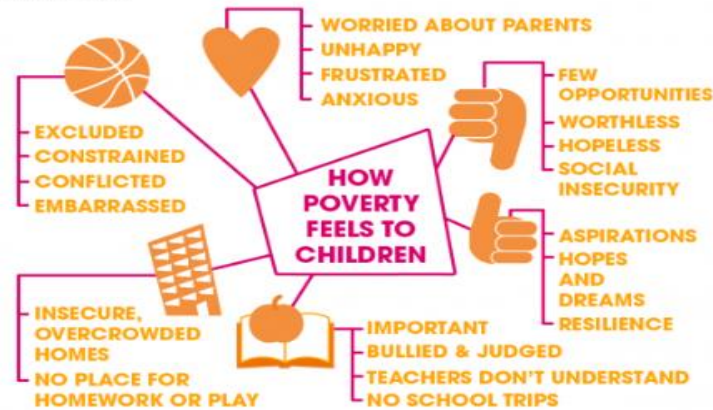 HOW
POVERTY
FEELS TO
CHILDREN
WORRIED ABOUT PARENTS
UNHAPPY
FRUSTRATED
ANXIOUS
FEW
OPPORTUNITIES
WORTHLESS
HOPELESS
SOCIAL
INSECURITY
ASPIRATIONS
HOPES
AND
DREAMS
RESILIENCE
IMPORTANT
BULLIED & JUDGED
TEACHERS DON'T UNDERSTAND
NO SCHOOL TRIPS
INSECURE,
OVERCROWDED
HOMES
NO PLACE FOR
HOMEWORK OR PLAY
EXCLUDED
CONSTRAINED
CONFLICTED
EMBARRASSED